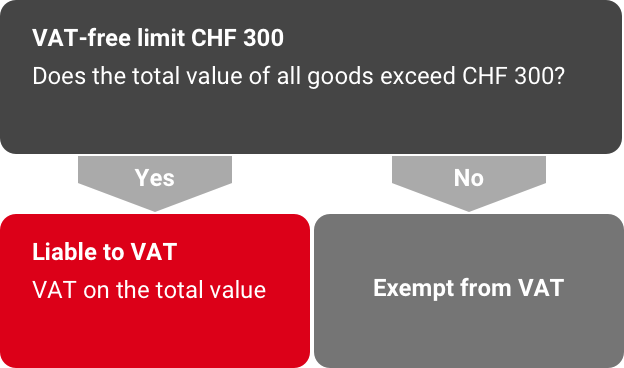 VAT-free limit CHF 300
Does the total value of all goods exceed CHF 300?
Yes
No
Liable to VAT
VAT on the total value
Exempt from VAT